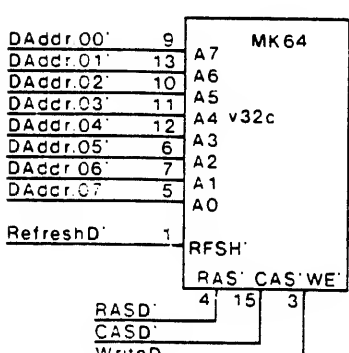 DAddr.00' 9 A7 MK64
DAddr.01' 13 A6
DAddr.02' 10 A5
DAddr.03' 11 A4 v32c
DAddr.04' 12 A3
DAddr.05' 6 A2
DAddr.06' 7 A1
DAddr.07' 5 A0
RefreshD' 1 RFSH'
RAS' CAS' WE'
4 15 3
RASD'
CASD'